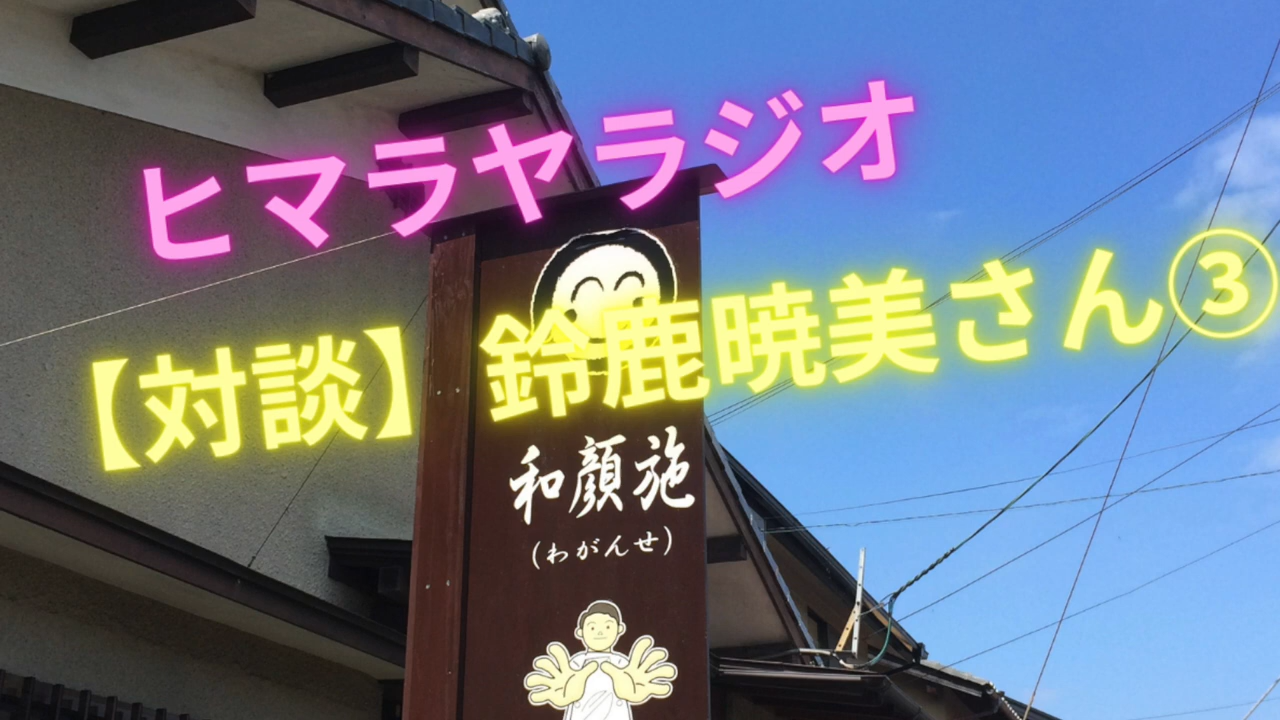 ヒマラヤラジオ
【対談】鈴鹿暁美さん③
和顔施
(わがんせ)